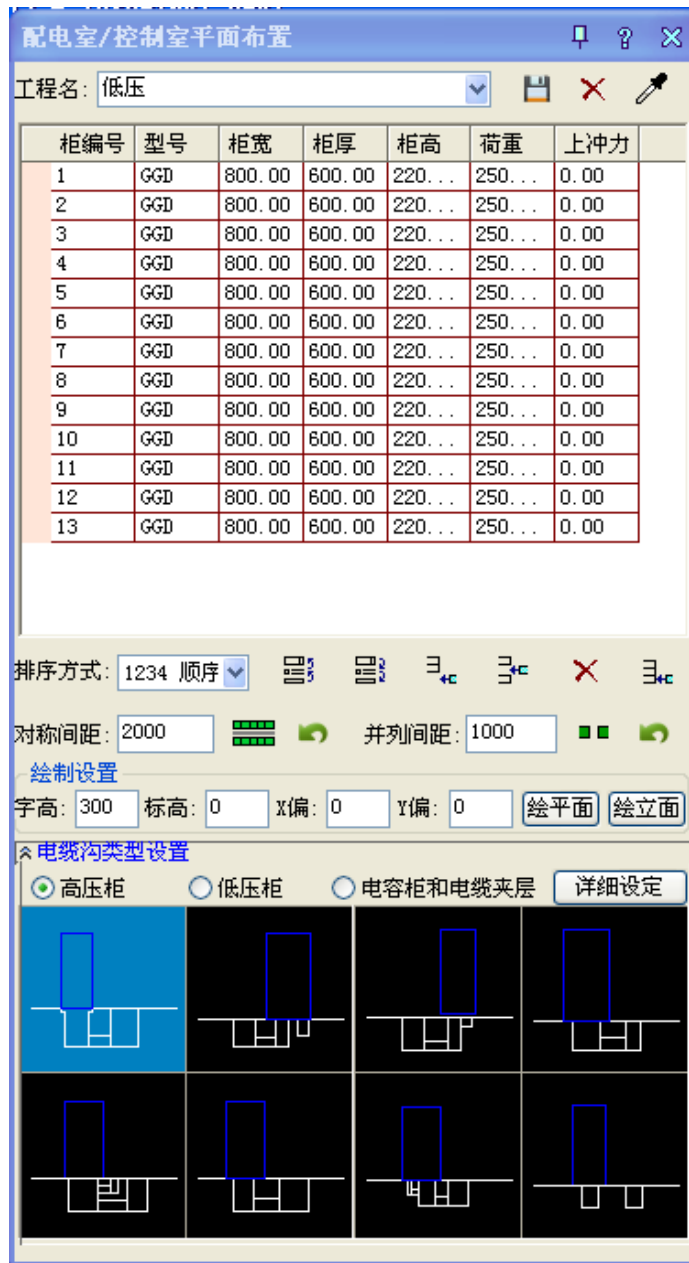 配电室/控制室平面布置
工程名: 低压
柜编号 型号 柜宽 柜厚 柜高 荷重 上冲力
1 GGD 800.00 600.00 220... 250... 0.00
2 GGD 800.00 600.00 220... 250... 0.00
3 GGD 800.00 600.00 220... 250... 0.00
4 GGD 800.00 600.00 220... 250... 0.00
5 GGD 800.00 600.00 220... 250... 0.00
6 GGD 800.00 600.00 220... 250... 0.00
7 GGD 800.00 600.00 220... 250... 0.00
8 GGD 800.00 600.00 220... 250... 0.00
9 GGD 800.00 600.00 220... 250... 0.00
10 GGD 800.00 600.00 220... 250... 0.00
11 GGD 800.00 600.00 220... 250... 0.00
12 GGD 800.00 600.00 220... 250... 0.00
13 GGD 800.00 600.00 220... 250... 0.00
排序方式: 1234 顺序
对称间距: 2000 并列间距: 1000
绘制设置
字高: 300 标高: 0 X偏: 0 Y偏: 0 绘平面 绘立面
电缆沟类型设置
高压柜 低压柜 电容柜和电缆夹层 详细设定